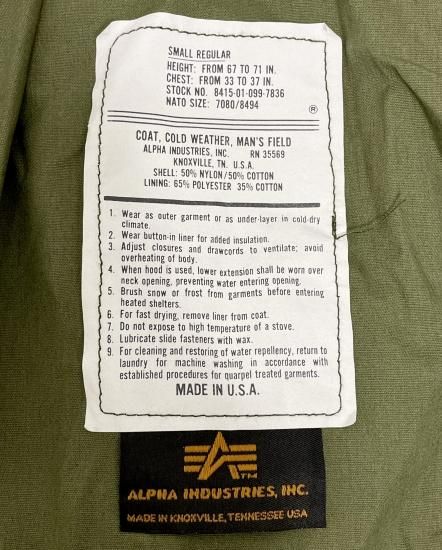 SMALL REGULAR
HEIGHT: FROM 67 TO 71 IN.
CHEST: FROM 33 TO 37 IN.
STOCK NO. 8415-01-099-7836
NATO SIZE: 7080/8494
®
COAT, COLD WEATHER, MAN'S FIELD
ALPHA INDUSTRIES, INC. RN 35569
KNOXVILLE, TN. U.S.A.
SHELL: 50% NYLON/50% COTTON
LINING: 65% POLYESTER 35% COTTON
1. Wear as outer garment or as under-layer in cold-dry
climate.
2. Wear button-in liner for added insulation.
3. Adjust closures and drawcords to ventilate; avoid
overheating of body.
4. When hood is used, lower extension shall be worn over
neck opening, preventing water entering opening.
5. Brush snow or frost from garments before entering
heated shelters.
6. For fast drying, remove liner from coat.
7. Do not expose to high temperature of a stove.
8. Lubricate slide fasteners with wax.
9. For cleaning and restoring of water repellency, return to
laundry for machine washing in accordance with
established procedures for quarpel treated garments.
MADE IN U.S.A.
TM
ALPHA INDUSTRIES, INC.
MADE IN KNOXVILLE, TENNESSEE USA